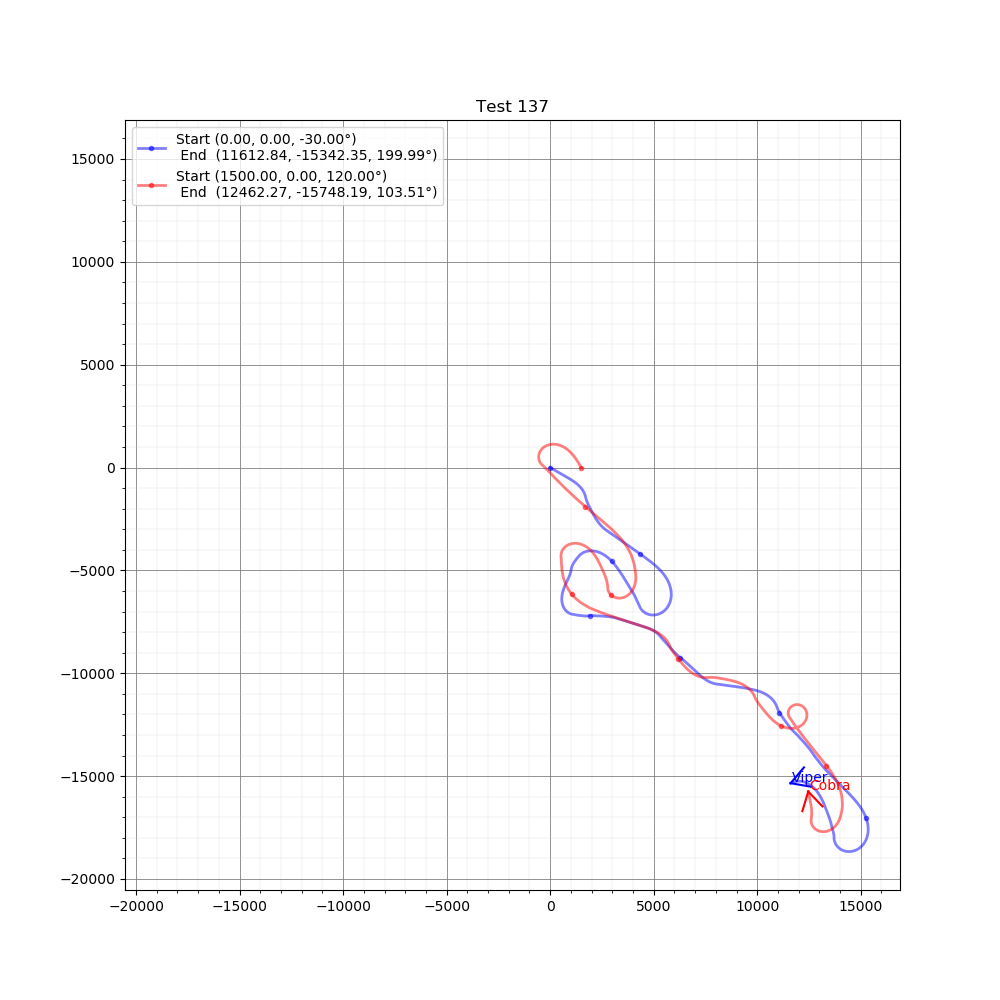 Test 137
Start (0.00, 0.00, -30.00°)
End  (11612.84, -15342.35, 199.99°)
Start (1500.00, 0.00, 120.00°)
End  (12462.27, -15748.19, 103.51°)
15000
10000
5000
0
−5000
−10000
−15000
−20000
Viper
Cobra
−20000 −15000 −10000 −5000 0 5000 10000 15000